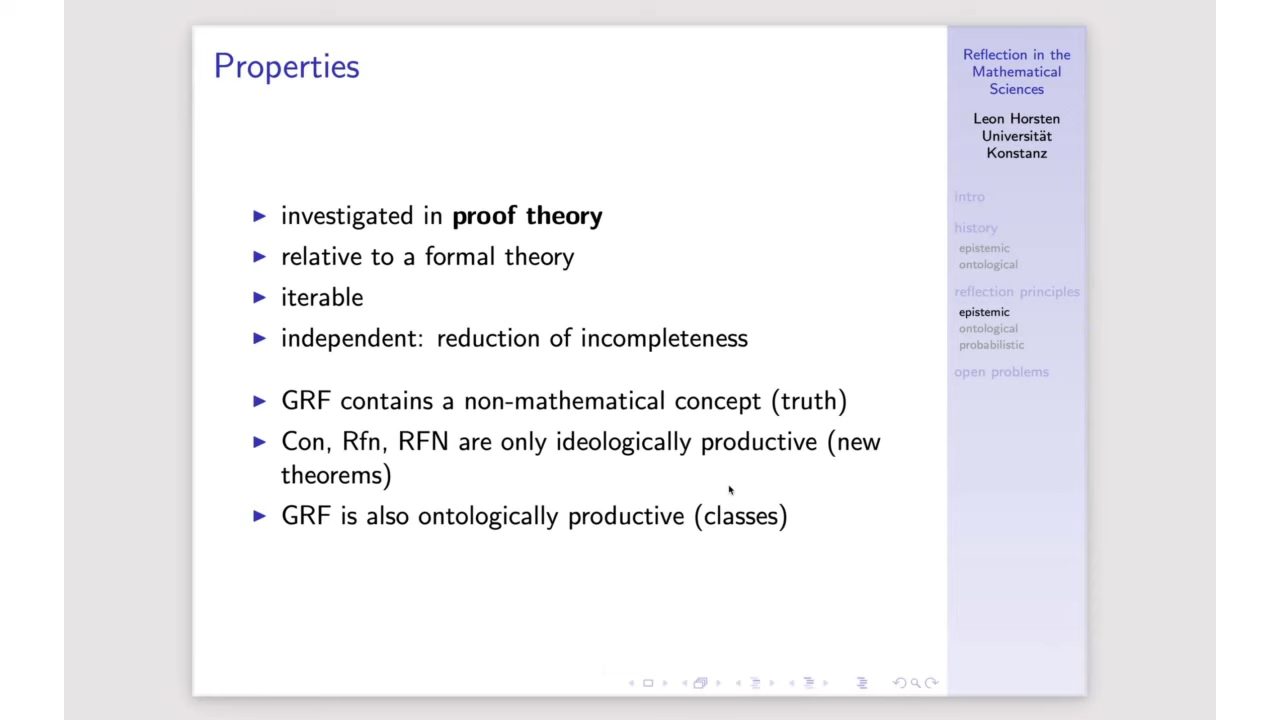 Properties
investigated in proof theory
relative to a formal theory
iterable
independent: reduction of incompleteness
GRF contains a non-mathematical concept (truth)
Con, Rfn, RFN are only ideologically productive (new
theorems)
GRF is also ontologically productive (classes)
Reflection in the
Mathematical
Sciences
Leon Horsten
Universität
Konstanz
intro
history
epistemic
ontological
reflection principles
epistemic
ontological
probabilistic
open problems